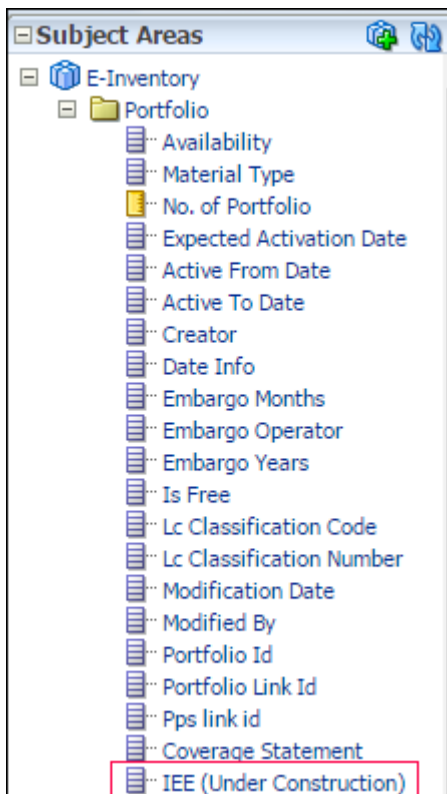 Subject Areas
E-Inventory
Portfolio
Availability
Material Type
No. of Portfolio
Expected Activation Date
Active From Date
Active To Date
Creator
Date Info
Embargo Months
Embargo Operator
Embargo Years
Is Free
Lc Classification Code
Lc Classification Number
Modification Date
Modified By
Portfolio Id
Portfolio Link Id
Pps link id
Coverage Statement
IEE (Under Construction)